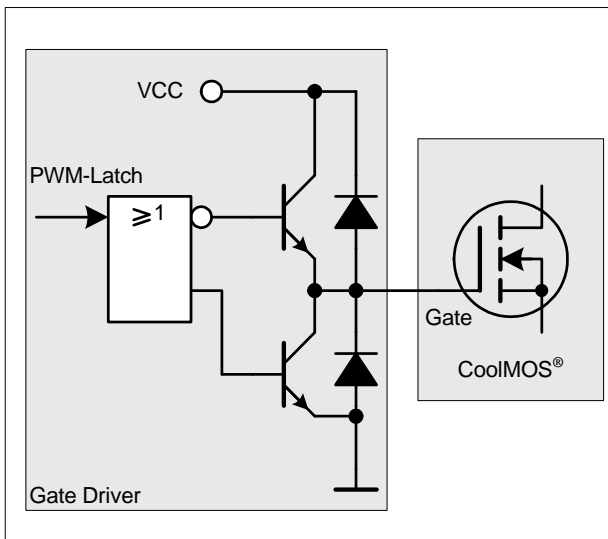 VCC
PWM-Latch
≥1
Gate
CoolMOS®
Gate Driver